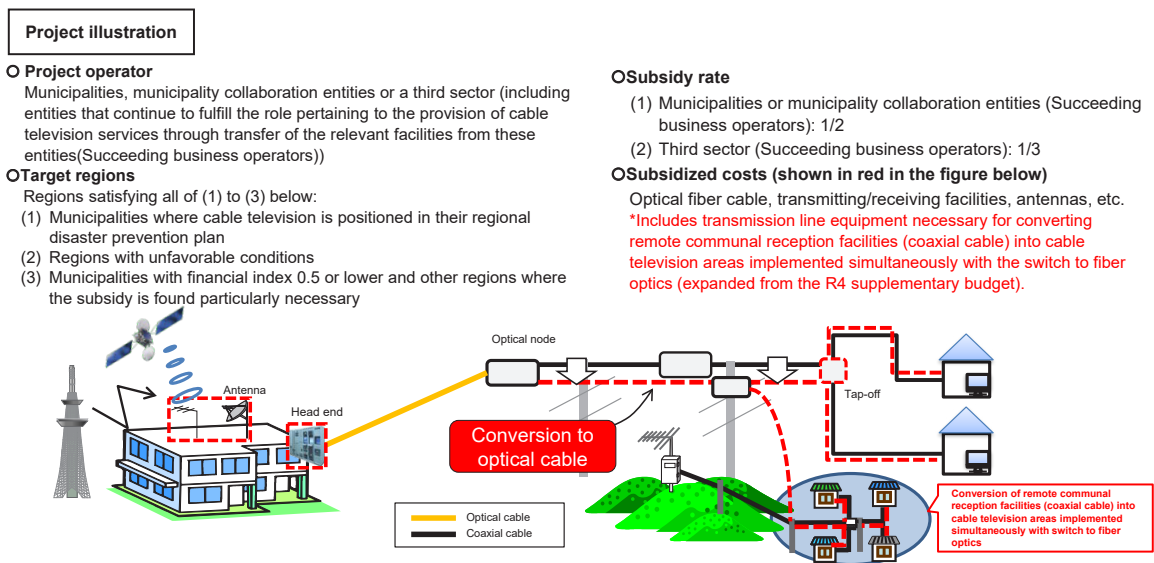 Project illustration
O Project operator
Municipalities, municipality collaboration entities or a third sector (including
entities that continue to fulfill the role pertaining to the provision of cable
television services through transfer of the relevant facilities from these
entities(Succeeding business operators))
OTarget regions
Regions satisfying all of (1) to (3) below:
(1) Municipalities where cable television is positioned in their regional
disaster prevention plan
(2) Regions with unfavorable conditions
(3) Municipalities with financial index 0.5 or lower and other regions where
the subsidy is found particularly necessary
OSubsidy rate
(1) Municipalities or municipality collaboration entities (Succeeding
business operators): 1/2
(2) Third sector (Succeeding business operators): 1/3
OSubsidized costs (shown in red in the figure below)
Optical fiber cable, transmitting/receiving facilities, antennas, etc.
*Includes transmission line equipment necessary for converting
remote communal reception facilities (coaxial cable) into cable
television areas implemented simultaneously with the switch to fiber
optics (expanded from the R4 supplementary budget).
Optical node
Antenna
Head end
Tap-off
Conversion to
optical cable
Optical cable
Coaxial cable
Conversion of remote communal
reception facilities (coaxial cable) into
cable television areas implemented
simultaneously with switch to fiber
optics